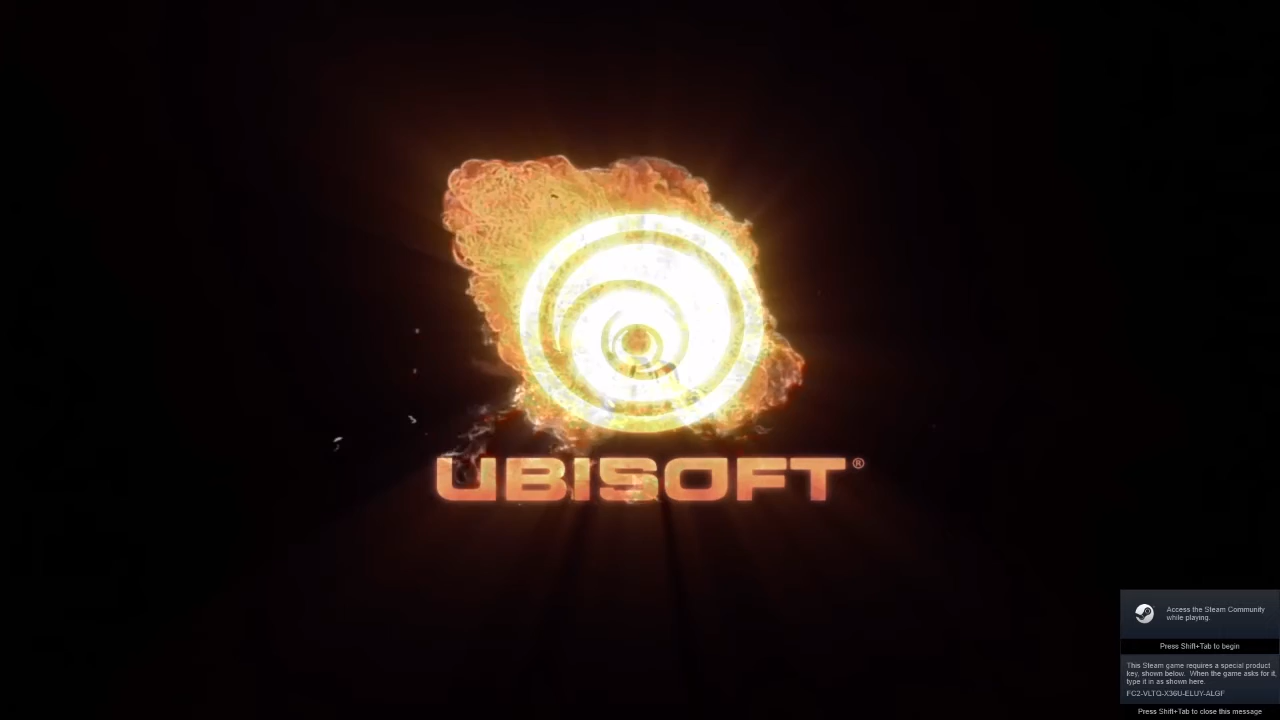 UBISOFT®
Access the Steam Community
while playing.
Press Shift+Tab to begin
This Steam game requires a special product
key, shown below. When the game asks for it,
type it in as shown here.
FC2-VLTQ-X36U-ELUY-ALGF
Press Shift+Tab to close this message